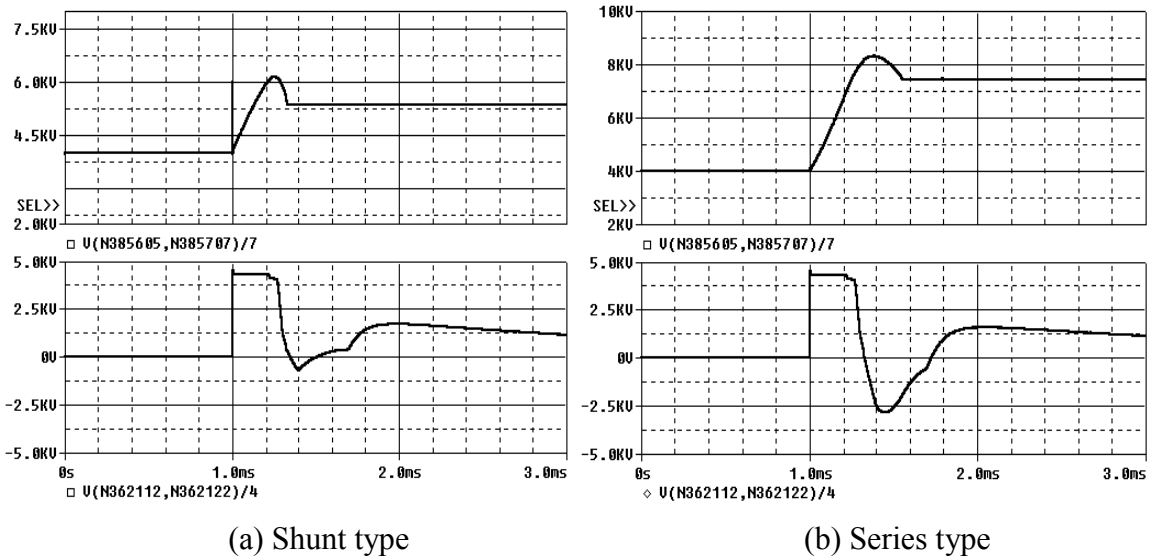 7.5KV
6.0KV
4.5KV
SEL>>
2.0KV
□ V(N385605,N385707)/7
5.0KV
2.5KV
0V
-2.5KV
-5.0KV
0s 1.0ms 2.0ms 3.0ms
□ V(N362112,N362122)/4
(a) Shunt type
10KV
8KV
6KV
4KV
SEL>>
2KV
□ V(N385605,N385707)/7
5.0KV
2.5KV
0V
-2.5KV
-5.0KV
0s 1.0ms 2.0ms 3.0ms
◇ V(N362112,N362122)/4
(b) Series type